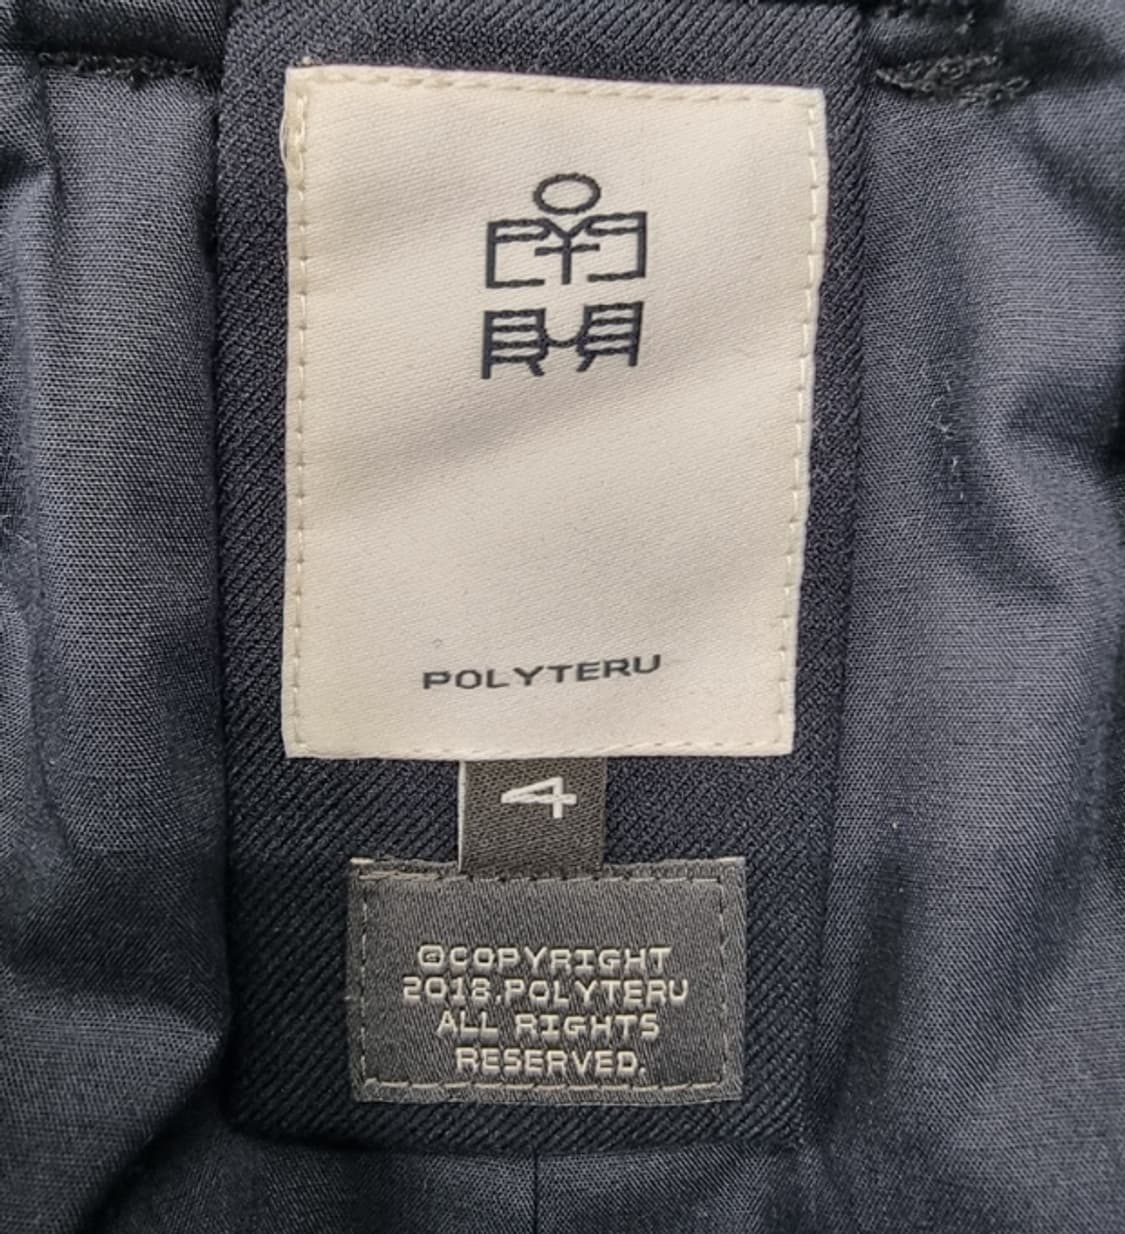 POLYTERU
4
©COPYRIGHT
2018.POLYTERU
ALL RIGHTS
RESERVED.